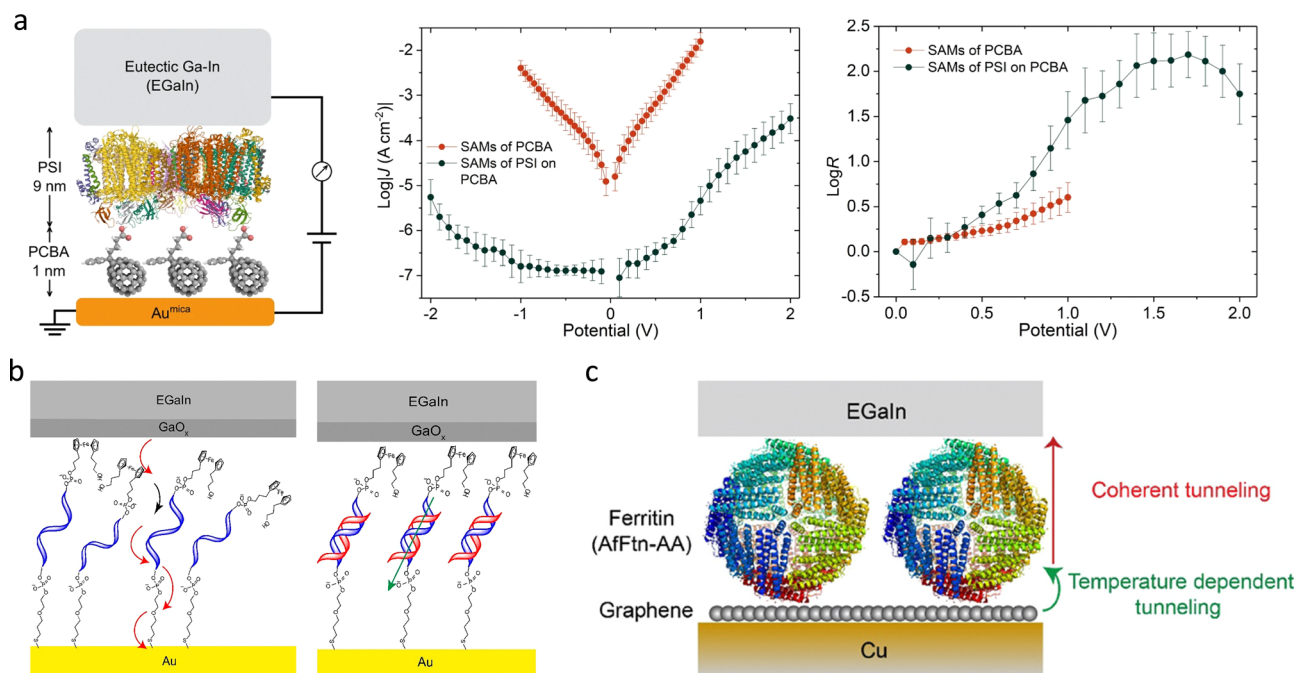 a
Eutectic Ga-In
(EGaIn)
PSI
9 nm
PCBA
1 nm
Au^mica
Log|J (A cm⁻²)|
-2
-3
-4
-5
-6
-7
SAMs of PCBA
SAMs of PSI on
PCBA
-2
-1
0
1
2
Potential (V)
LogR
2.5
2.0
1.5
1.0
0.5
0.0
-0.5
SAMs of PCBA
SAMs of PSI on PCBA
0.0
0.5
1.0
1.5
2.0
Potential (V)
b
EGaIn
GaOₓ
Au
EGaIn
GaOₓ
Au
c
EGaIn
Ferritin
(AfFtn-AA)
Graphene
Cu
Coherent tunneling
Temperature dependent
tunneling